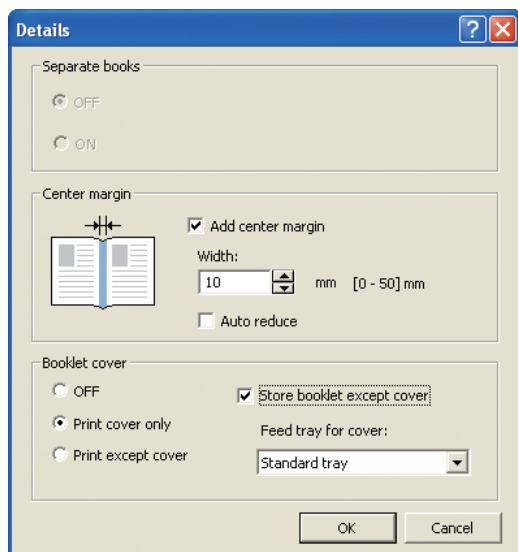 Details
Separate books
OFF
ON
Center margin
Add center margin
Width:
10 mm [0 - 50] mm
Auto reduce
Booklet cover
OFF
Store booklet except cover
Print cover only
Feed tray for cover:
Print except cover
Standard tray
OK Cancel